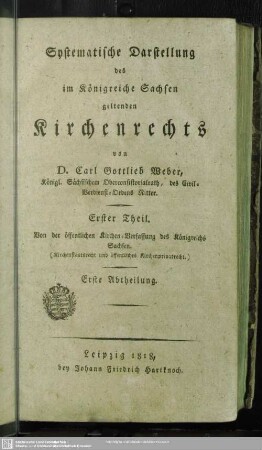 Systematische Darstellung
des
im Königreiche Sachsen
geltenden
Kirchenrechts
von
D. Carl Gottlieb Weber,
Königl. Sächsischem Oberconsistorialrath, des Civil-
Verdienst-Ordens Ritter.
Erster Theil.
Von der öffentlichen Kirchen-Verfassung des Königreichs
Sachsen.
(Kirchenstaatsrecht und öffentliches Kirchenprivatrecht.)
Erste Abtheilung.
Leipzig 1818,
bey Johann Friedrich Hartknoch.